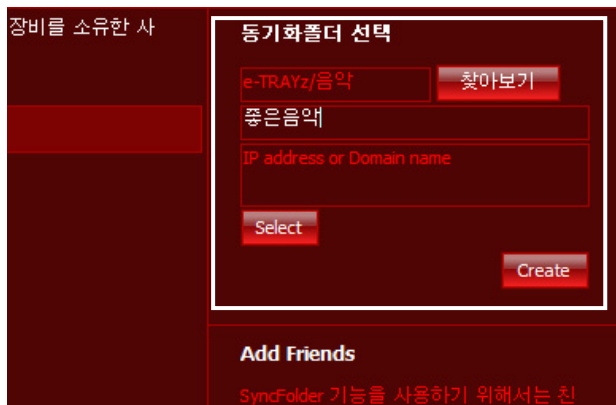 장비를 소유한 사
동기화폴더 선택
e-TRAYz/음악 찾아보기
좋은음악
IP address or Domain name
Select
Create
Add Friends
SyncFolder 기능을 사용하기 위해서는 친